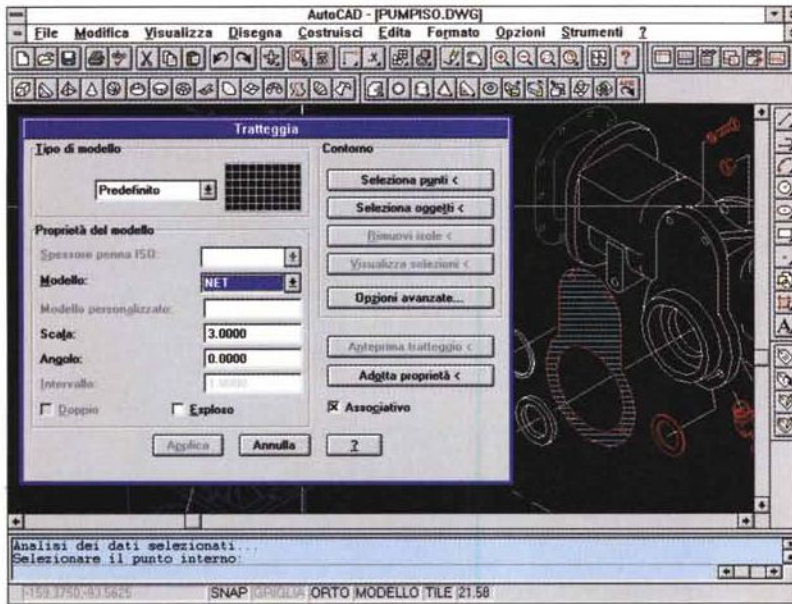 AutoCAD - [PUMPISO.DWG]
File Modifica Visualizza Disegna Costruisci Edita Formato Opzioni Strumenti ?
Tratteggia
Tipo di modello
Predefinito
Proprietà del modello
Spessore penna ISO:
Modello: NET
Modello personalizzato:
Scala: 3.0000
Angolo: 0.0000
Intervallo: 1.0000
Doppio Esploso
Applica Annulla ?
Contorno
Seleziona punti <
Seleziona oggetti <
Rimuovi isole <
Visualizza selezioni <
Opzioni avanzate...
Anteprima tratteggio <
Adotta proprietà <
Associativo
A
Analisi dei dati selezionati...
Selezionare il punto interno:
SNAP GRIGLIA ORTO MODELLO TILE 21.58